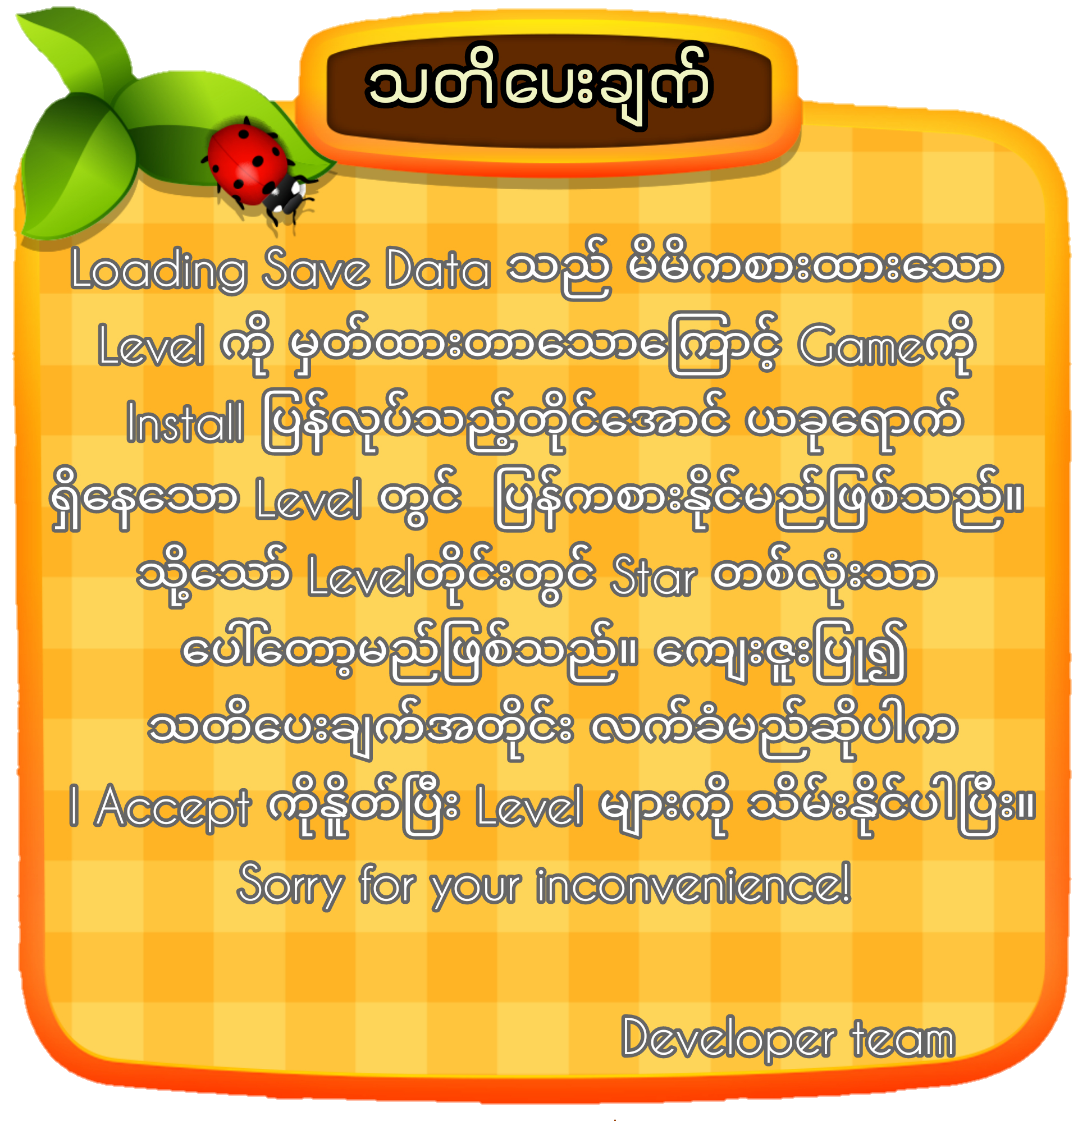 သတိပေးချက်
Loading Save Data သည် မိမိကစားထားသော
Level ကို မှတ်ထားတာသောကြောင့် Gameကို
Install ပြန်လုပ်သည့်တိုင်အောင် ယခုရောက်
ရှိနေသော Level တွင် ပြန်ကစားနိုင်မည်ဖြစ်သည်။
သို့သော် Levelတိုင်းတွင် Star တစ်လုံးသာ
ပေါ်တော့မည်ဖြစ်သည်။ ကျေးဇူးပြု၍
သတိပေးချက်အတိုင်း လက်ခံမည်ဆိုပါက
I Accept ကိုနှိုတ်ပြီး Level များကို သိမ်းနိုင်ပါပြီး။
Sorry for your inconvenience!
Developer team